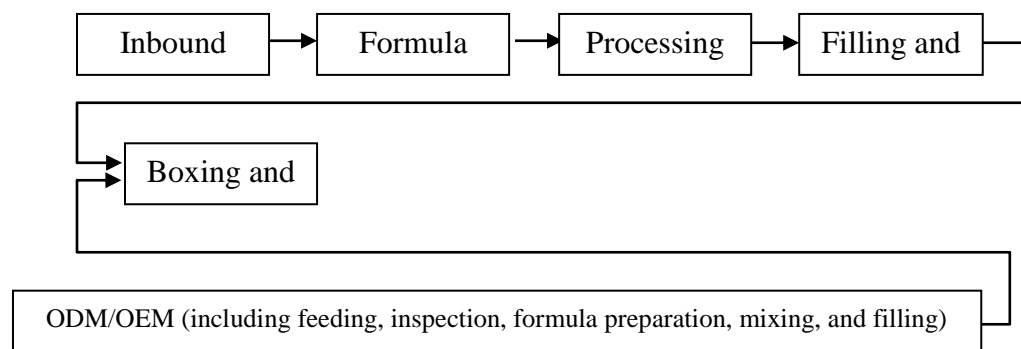 Inbound
Formula
Processing
Filling and
Boxing and
ODM/OEM (including feeding, inspection, formula preparation, mixing, and filling)